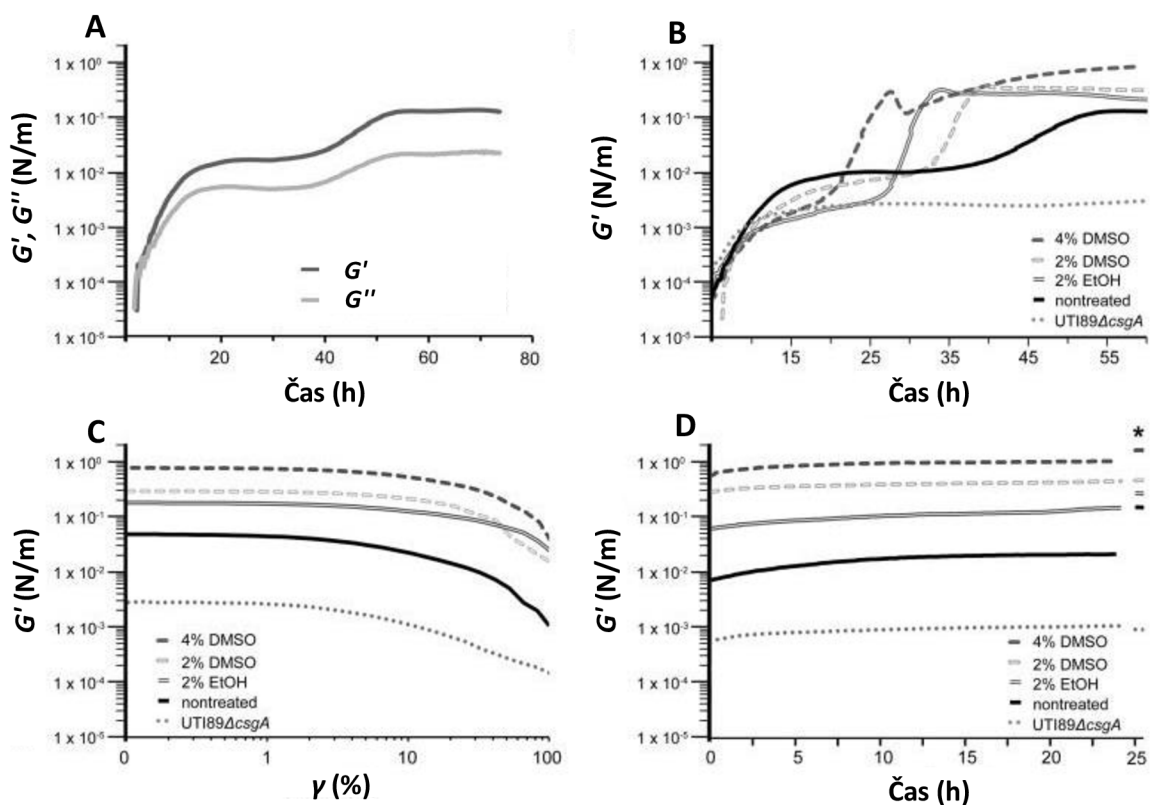 A
1 x 10⁰
1 x 10⁻¹
1 x 10⁻²
1 x 10⁻³
1 x 10⁻⁴
1 x 10⁻⁵
G', G'' (N/m)
G'
G''
20
40
60
80
Čas (h)
B
1 x 10⁰
1 x 10⁻¹
1 x 10⁻²
1 x 10⁻³
1 x 10⁻⁴
1 x 10⁻⁵
G' (N/m)
4% DMSO
2% DMSO
2% EtOH
nontreated
UTI89ΔcsgA
5
15
25
35
45
55
Čas (h)
C
1 x 10⁰
1 x 10⁻¹
1 x 10⁻²
1 x 10⁻³
1 x 10⁻⁴
1 x 10⁻⁵
G' (N/m)
4% DMSO
2% DMSO
2% EtOH
nontreated
UTI89ΔcsgA
0
1
10
100
γ (%)
D
*
1 x 10⁰
1 x 10⁻¹
1 x 10⁻²
1 x 10⁻³
1 x 10⁻⁴
1 x 10⁻⁵
G' (N/m)
4% DMSO
2% DMSO
2% EtOH
nontreated
UTI89ΔcsgA
0
5
10
15
20
25
Čas (h)